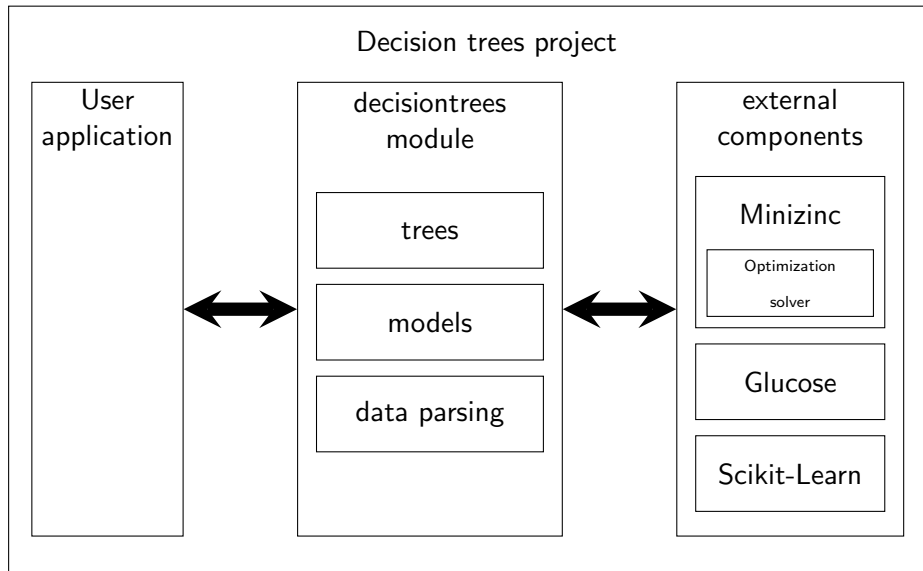 Decision trees project
User
application
decisiontrees
module
trees
models
data parsing
external
components
Minizinc
Optimization
solver
Glucose
Scikit-Learn